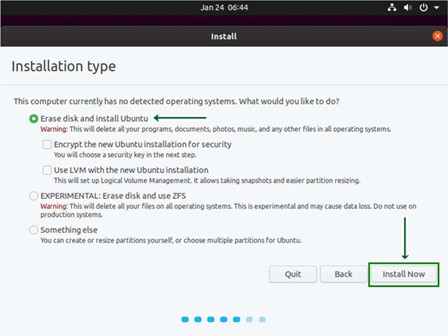 Jan 24 06:44
Install
Installation type
This computer currently has no detected operating systems. What would you like to do?
Erase disk and install Ubuntu
Warning: This will delete all your programs, documents, photos, music, and any other files in all operating systems.
Encrypt the new Ubuntu installation for security
You will choose a security key in the next step.
Use LVM with the new Ubuntu installation
This will set up Logical Volume Management. It allows taking snapshots and easier partition resizing.
EXPERIMENTAL: Erase disk and use ZFS
Warning: This will delete all your files on all operating systems. This is experimental and may cause data loss. Do not use on
production systems.
Something else
You can create or resize partitions yourself, or choose multiple partitions for Ubuntu.
Quit Back Install Now